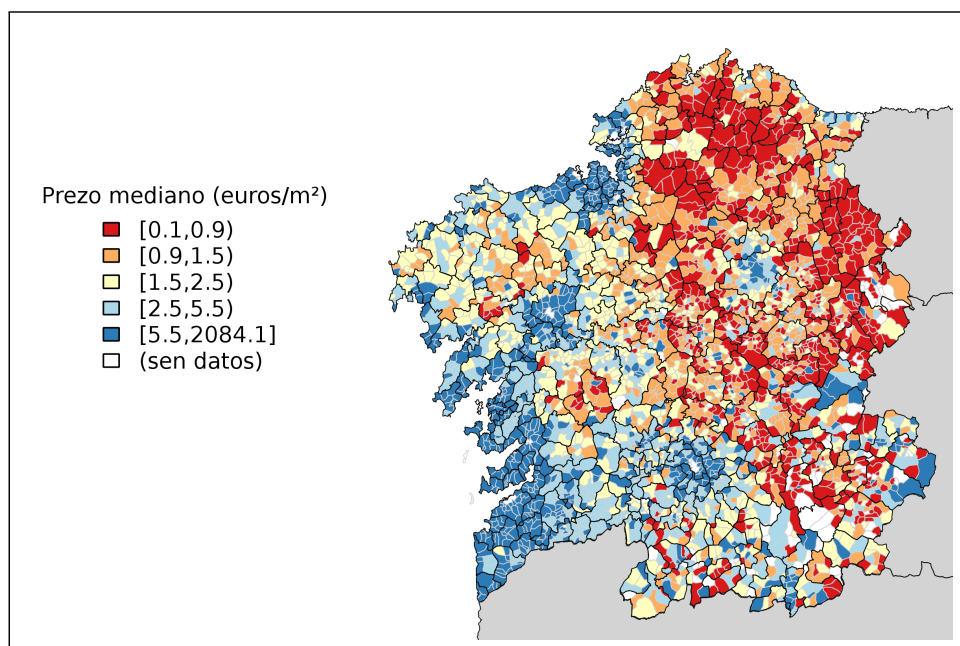 Prezo mediano (euros/m²)
[0.1,0.9)
[0.9,1.5)
[1.5,2.5)
[2.5,5.5)
[5.5,2084.1]
(sen datos)